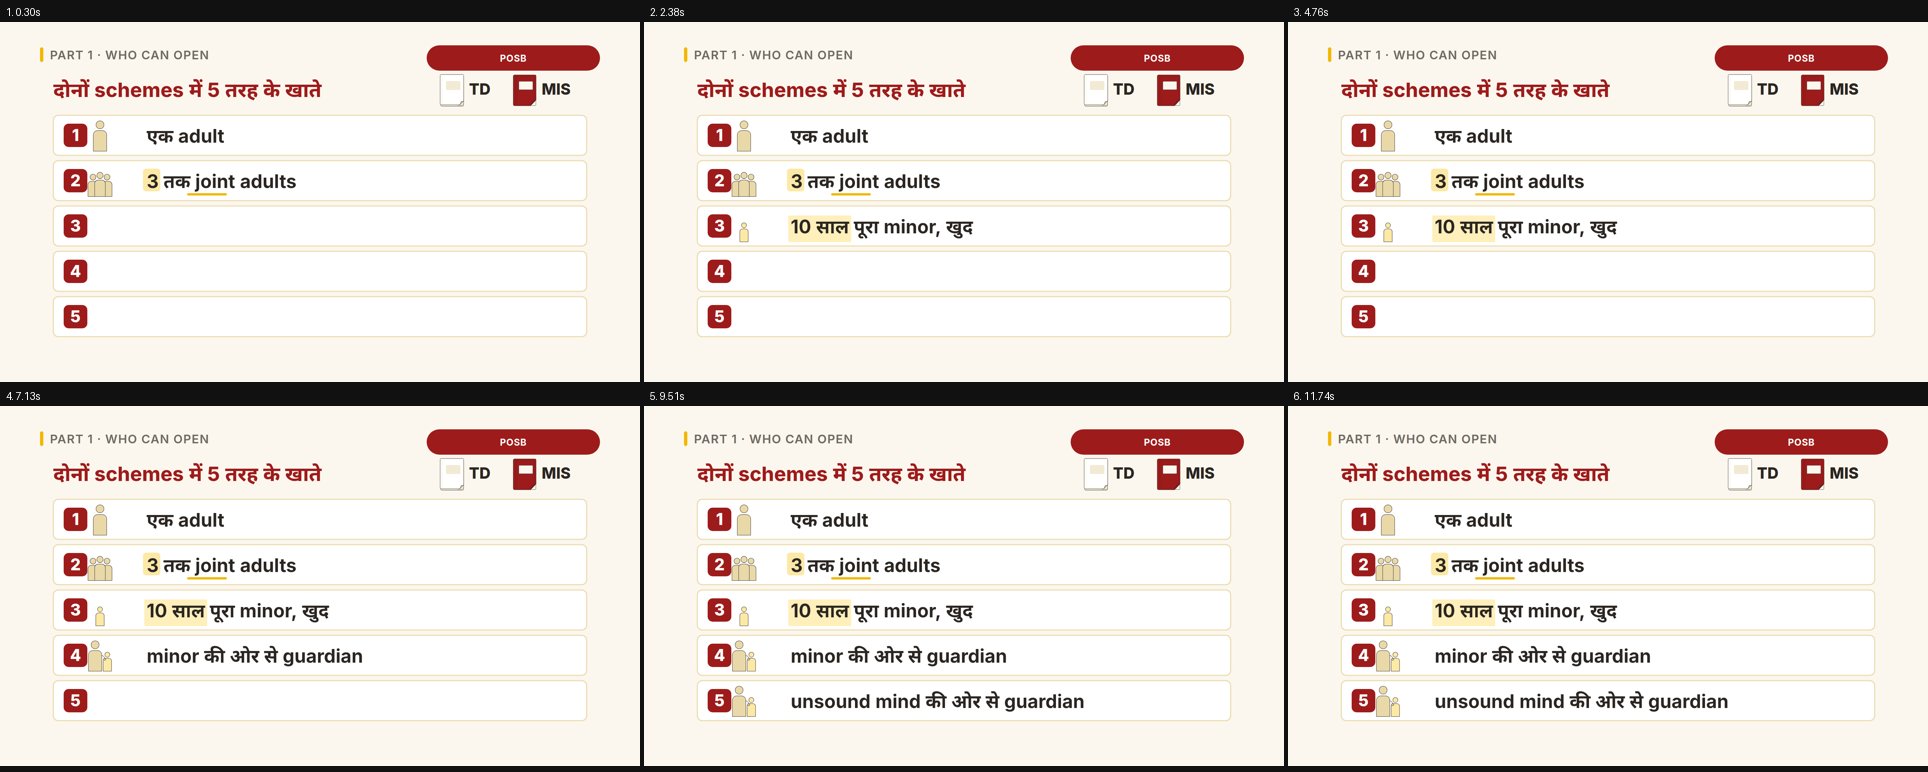 1. 0.30s
PART 1 · WHO CAN OPEN
POSB
दोनों schemes में 5 तरह के खाते
TD
MIS
1 एक adult
2 3 तक joint adults
3
4
5
2. 2.38s
PART 1 · WHO CAN OPEN
POSB
दोनों schemes में 5 तरह के खाते
TD
MIS
1 एक adult
2 3 तक joint adults
3 10 साल पूरा minor, खुद
4
5
3. 4.76s
PART 1 · WHO CAN OPEN
POSB
दोनों schemes में 5 तरह के खाते
TD
MIS
1 एक adult
2 3 तक joint adults
3 10 साल पूरा minor, खुद
4
5
4. 7.13s
PART 1 · WHO CAN OPEN
POSB
दोनों schemes में 5 तरह के खाते
TD
MIS
1 एक adult
2 3 तक joint adults
3 10 साल पूरा minor, खुद
4 minor की ओर से guardian
5
5. 9.51s
PART 1 · WHO CAN OPEN
POSB
दोनों schemes में 5 तरह के खाते
TD
MIS
1 एक adult
2 3 तक joint adults
3 10 साल पूरा minor, खुद
4 minor की ओर से guardian
5 unsound mind की ओर से guardian
6. 11.74s
PART 1 · WHO CAN OPEN
POSB
दोनों schemes में 5 तरह के खाते
TD
MIS
1 एक adult
2 3 तक joint adults
3 10 साल पूरा minor, खुद
4 minor की ओर से guardian
5 unsound mind की ओर से guardian